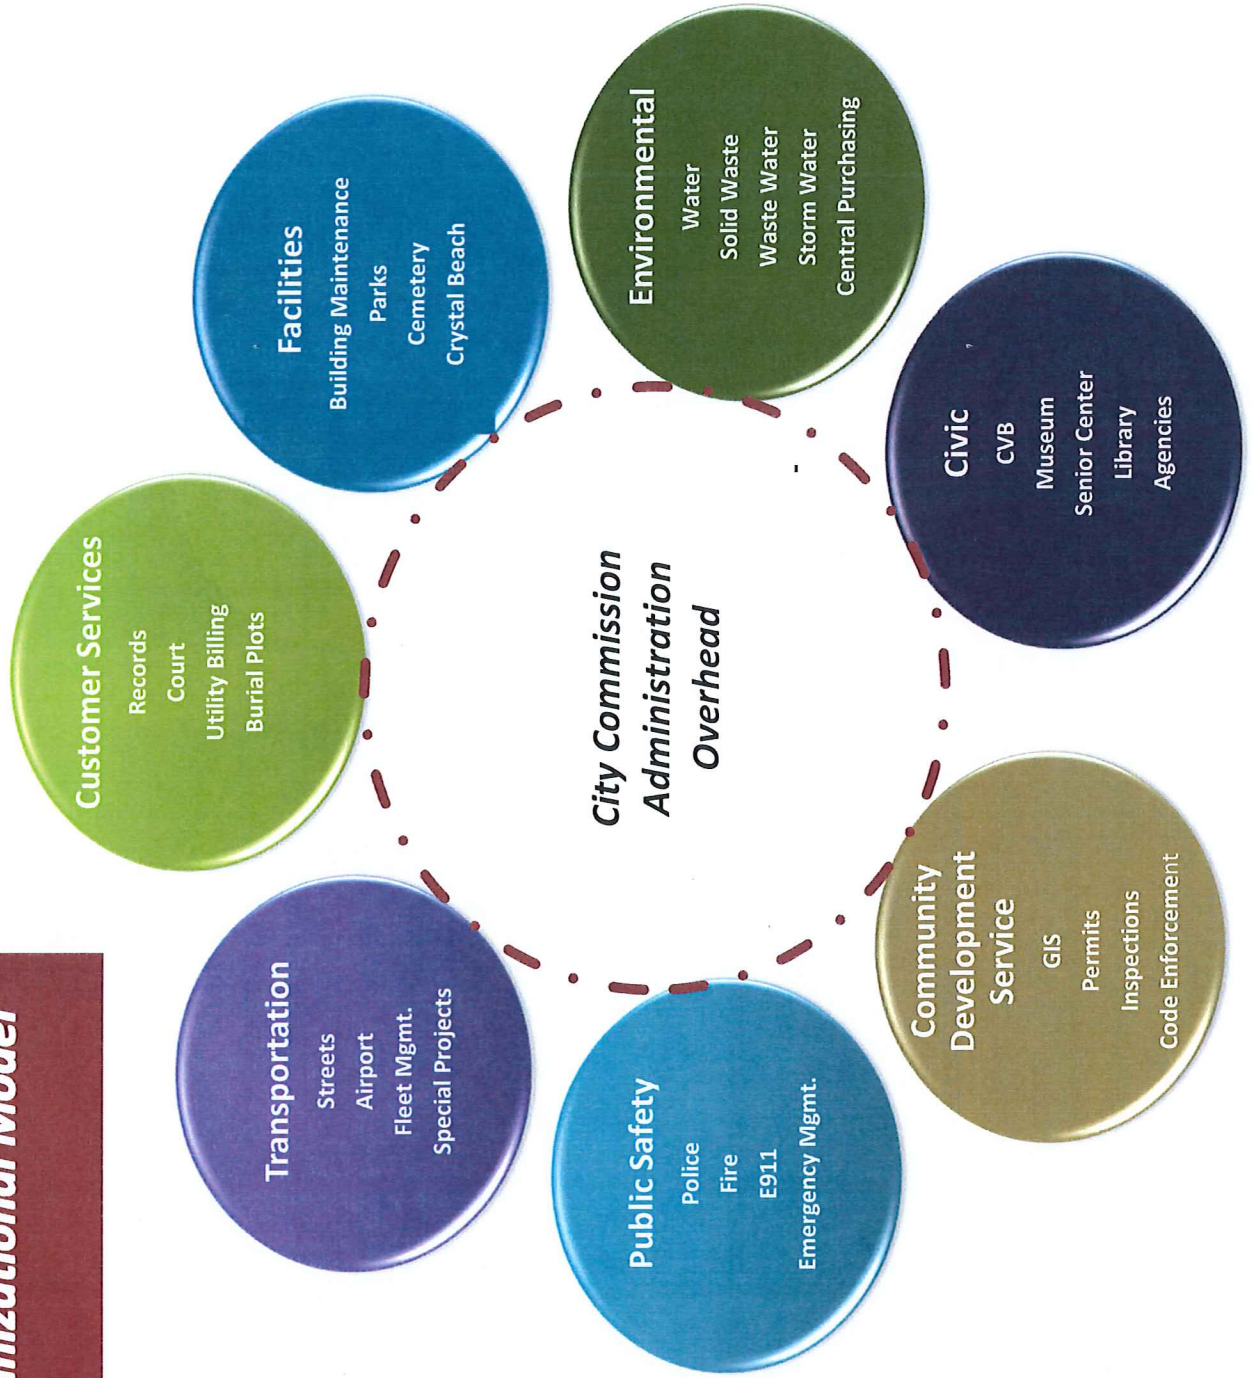 nizational Model
Customer Services
Records
Court
Utility Billing
Burial Plots
Facilities
Building Maintenance
Parks
Cemetery
Crystal Beach
Environmental
Water
Solid Waste
Waste Water
Storm Water
Central Purchasing
Civic
CVB
Museum
Senior Center
Library
Agencies
Community
Development
Service
GIS
Permits
Inspections
Code Enforcement
Public Safety
Police
Fire
E911
Emergency Mgmt.
Transportation
Streets
Airport
Fleet Mgmt.
Special Projects
City Commission
Administration
Overhead